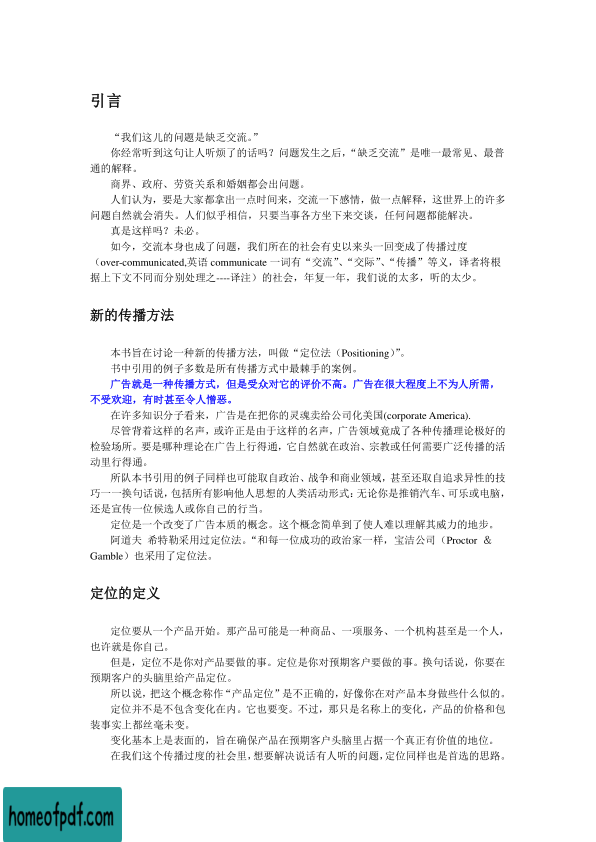 引言
“我们这儿的问题是缺乏交流。”
你经常听到这句让人听烦了的话吗？问题发生之后，“缺乏交流”是唯一最常见、最普
通的解释。
商界、政府、劳资关系和婚姻都会出问题。
人们认为，要是大家都拿出一点时间来，交流一下感情，做一点解释，这世上的许多
问题自然就会消失。人们似乎相信，只要当事各方坐下来交谈，任何问题都能解决。
真是这样吗？未必。
如今，交流本身也成了问题，我们所在的社会有史以来头一回变成了传播过度
（over-communicated,英语 communicate 一词有“交流”、“交际”、“传播”等义，译者将根
据上下文不同而分别处理之----译注）的社会，年复一年，我们说的太多，听的太少。
新的传播方法
本书旨在讨论一种新的传播方法，叫做“定位法（Positioning）”。
书中引用的例子多数是所有传播方式中最棘手的案例。
广告就是一种传播方式，但是受众对它的评价不高。广告在很大程度上不为人所需，
不受欢迎，有时甚至令人憎恶。
在许多知识分子看来，广告是在把你的灵魂卖给公司化美国(corporate America).
尽管背着这样的名声，或许正是由于这样的名声，广告领域竟成了各种传播理论极好的
检验场所。要是哪种理论在广告上行得通，它自然就在政治、宗教或任何需要广泛传播的活
动里行得通。
所队本书引用的例子同样也可能取自政治、战争和商业领域，甚至还取自追求异性的技
巧一一换句话说，包括所有影响他人思想的人类活动形式：无论你是推销汽车、可乐或电脑，
还是宣传一位候选人或你自己的行当。
定位是一个改变了广告本质的概念。这个概念简单到了使人难以理解其威力的地步。
阿道夫 希特勒采用过定位法。“和每一位成功的政治家一样，宝洁公司（Proctor ＆
Gamble）也采用了定位法。
定位的定义
定位要从一个产品开始。那产品可能是一种商品、一项服务、一个机构甚至是一个人，
也许就是你自己。
但是，定位不是你对产品要做的事。定位是你对预期客户要做的事。换句话说，你要在
预期客户的头脑里给产品定位。
所以说，把这个概念称作“产品定位”是不正确的，好像你在对产品本身做些什么似的。
定位并不是不包含变化在内。它也要变。不过，那只是名称上的变化，产品的价格和包
装事实上都丝毫未变。
变化基本上是表面的，旨在确保产品在预期客户头脑里占据一个真正有价值的地位。
在我们这个传播过度的社会里，想要解决说话有人听的问题，定位同样也是首选的思路。
homeofpdf.com